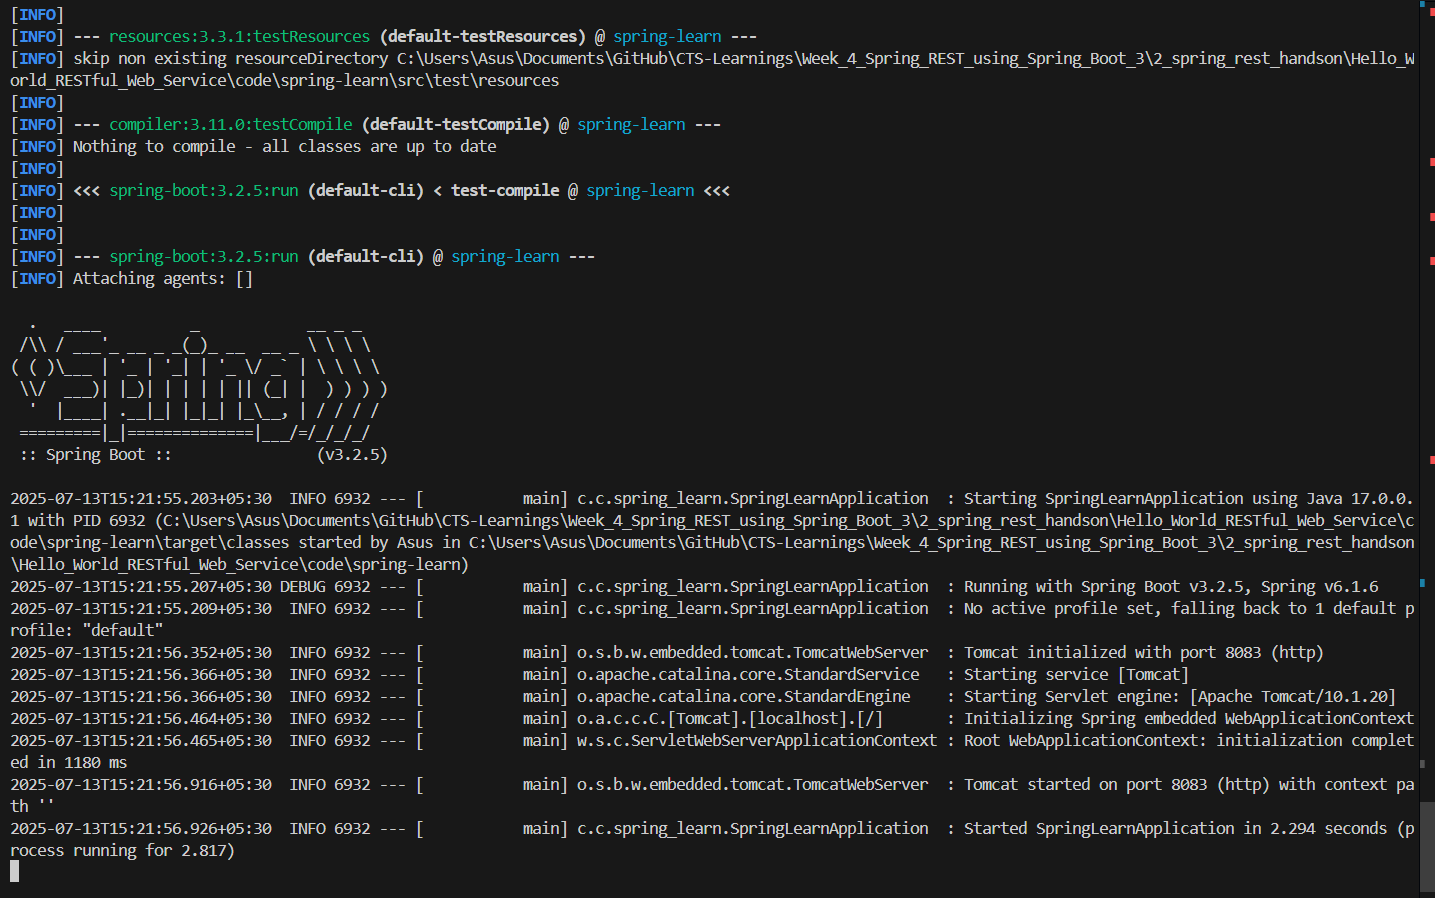 [INFO]
[INFO] --- resources:3.3.1:testResources (default-testResources) @ spring-learn ---
[INFO] skip non existing resourceDirectory C:\Users\Asus\Documents\GitHub\CTS-Learnings\Week_4_Spring_REST_using_Spring_Boot_3\2_spring_rest_handson\Hello_W
orld_RESTful_Web_Service\code\spring-learn\src\test\resources
[INFO]
[INFO] --- compiler:3.11.0:testCompile (default-testCompile) @ spring-learn ---
[INFO] Nothing to compile - all classes are up to date
[INFO]
[INFO] <<< spring-boot:3.2.5:run (default-cli) < test-compile @ spring-learn <<<
[INFO]
[INFO]
[INFO] --- spring-boot:3.2.5:run (default-cli) @ spring-learn ---
[INFO] Attaching agents: []

  .   ____          _            __ _ _
 /\\ / ___'_ __ _ _(_)_ __  __ _ \ \ \ \
( ( )\___ | '_ | '_| | '_ \/ _` | \ \ \ \
 \\/  ___)| |_)| | | | | || (_| |  ) ) ) )
  '  |____| .__|_| |_|_| |_\__, | / / / /
 =========|_|==============|___/=/_/_/_/
 :: Spring Boot ::                (v3.2.5)

2025-07-13T15:21:55.203+05:30  INFO 6932 --- [           main] c.c.spring_learn.SpringLearnApplication  : Starting SpringLearnApplication using Java 17.0.0.
1 with PID 6932 (C:\Users\Asus\Documents\GitHub\CTS-Learnings\Week_4_Spring_REST_using_Spring_Boot_3\2_spring_rest_handson\Hello_World_RESTful_Web_Service\c
ode\spring-learn\target\classes started by Asus in C:\Users\Asus\Documents\GitHub\CTS-Learnings\Week_4_Spring_REST_using_Spring_Boot_3\2_spring_rest_handson
\Hello_World_RESTful_Web_Service\code\spring-learn)
2025-07-13T15:21:55.207+05:30 DEBUG 6932 --- [           main] c.c.spring_learn.SpringLearnApplication  : Running with Spring Boot v3.2.5, Spring v6.1.6
2025-07-13T15:21:55.209+05:30  INFO 6932 --- [           main] c.c.spring_learn.SpringLearnApplication  : No active profile set, falling back to 1 default p
rofile: "default"
2025-07-13T15:21:56.352+05:30  INFO 6932 --- [           main] o.s.b.w.embedded.tomcat.TomcatWebServer  : Tomcat initialized with port 8083 (http)
2025-07-13T15:21:56.366+05:30  INFO 6932 --- [           main] o.apache.catalina.core.StandardService   : Starting service [Tomcat]
2025-07-13T15:21:56.366+05:30  INFO 6932 --- [           main] o.apache.catalina.core.StandardEngine    : Starting Servlet engine: [Apache Tomcat/10.1.20]
2025-07-13T15:21:56.464+05:30  INFO 6932 --- [           main] o.a.c.c.C.[Tomcat].[localhost].[/]       : Initializing Spring embedded WebApplicationContext
2025-07-13T15:21:56.465+05:30  INFO 6932 --- [           main] w.s.c.ServletWebServerApplicationContext : Root WebApplicationContext: initialization complet
ed in 1180 ms
2025-07-13T15:21:56.916+05:30  INFO 6932 --- [           main] o.s.b.w.embedded.tomcat.TomcatWebServer  : Tomcat started on port 8083 (http) with context pa
th ''
2025-07-13T15:21:56.926+05:30  INFO 6932 --- [           main] c.c.spring_learn.SpringLearnApplication  : Started SpringLearnApplication in 2.294 seconds (p
rocess running for 2.817)